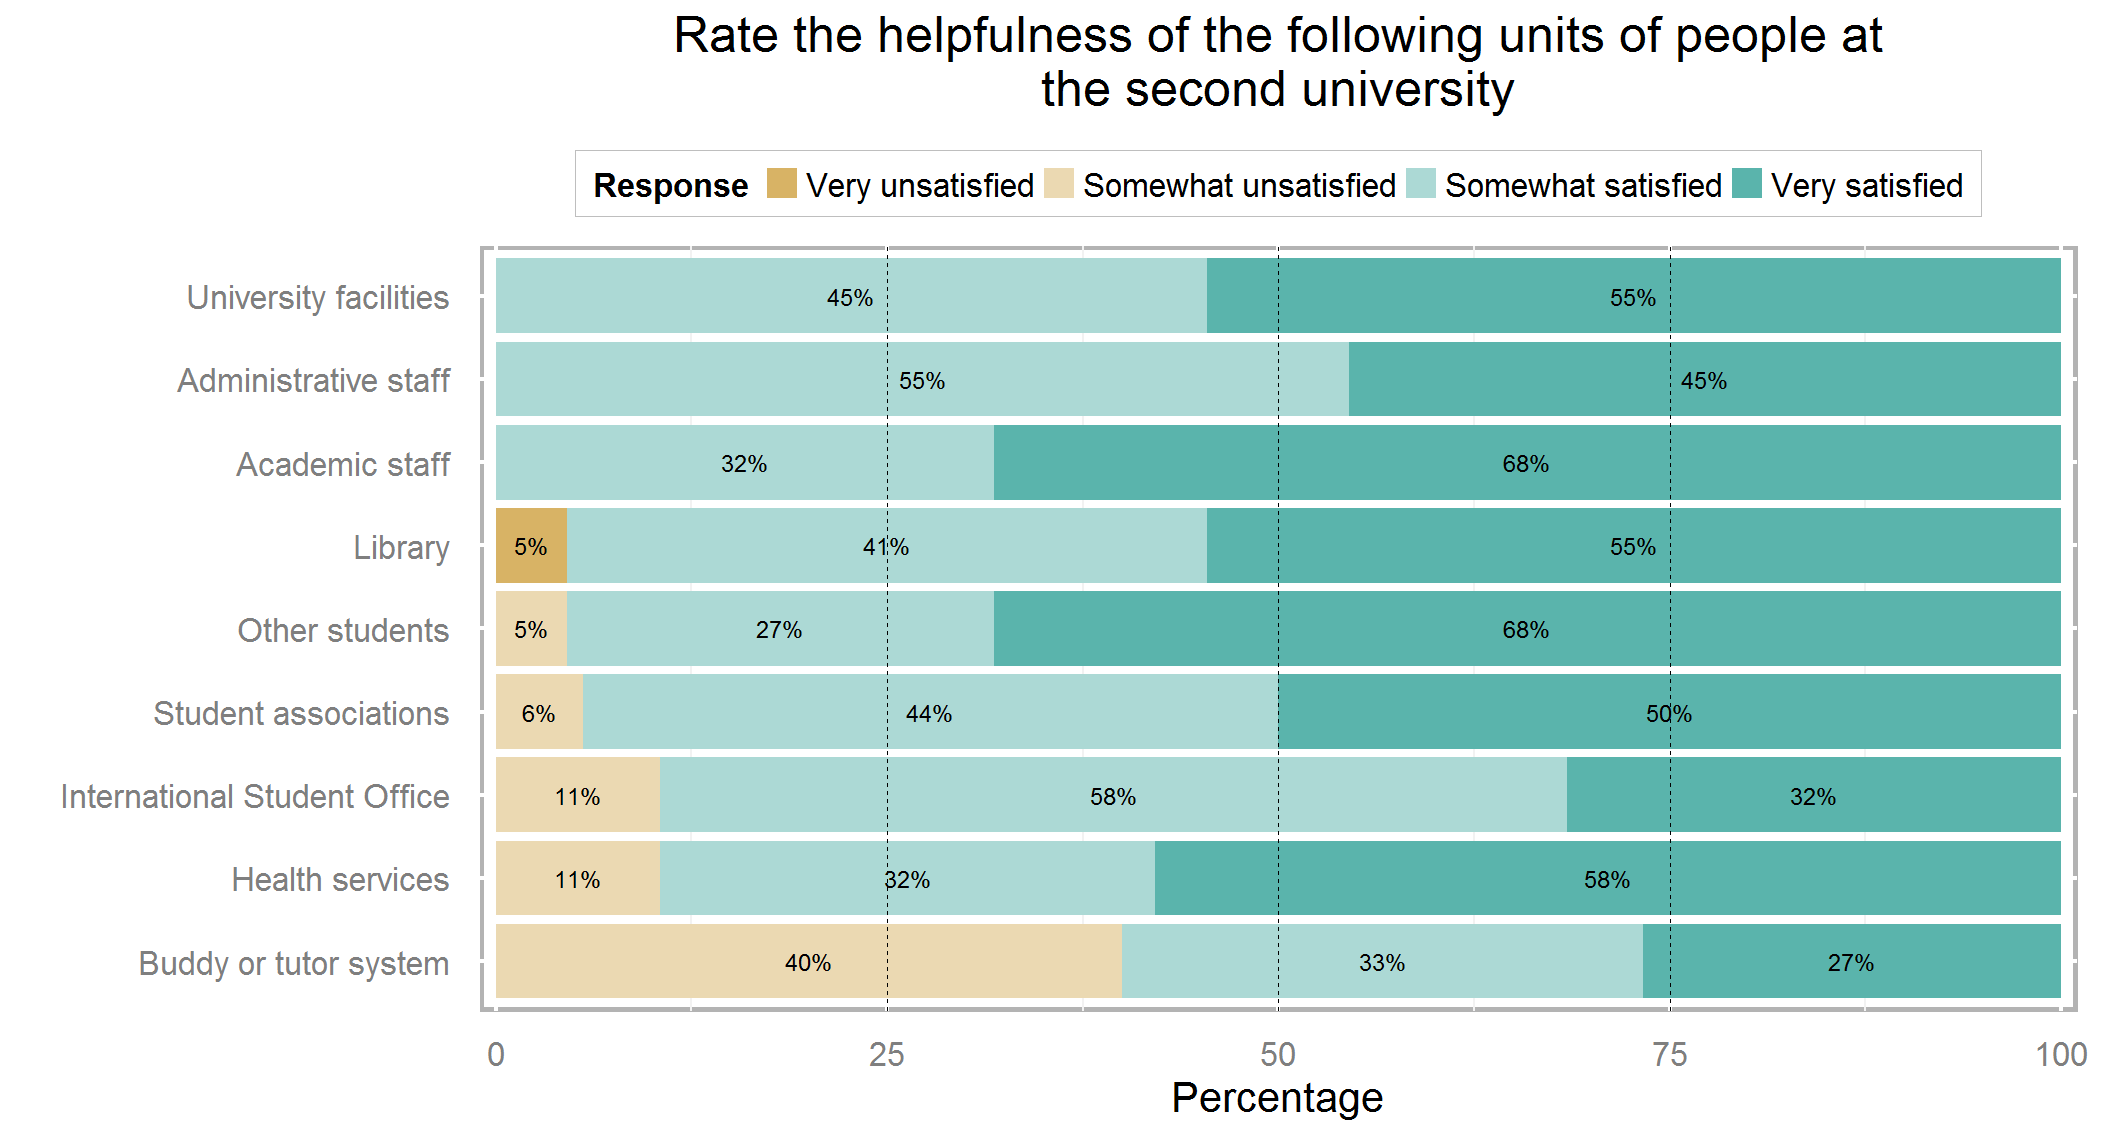 Rate the helpfulness of the following units of people at
the second university
Response Very unsatisfied Somewhat unsatisfied Somewhat satisfied Very satisfied
University facilities 45% 55%
Administrative staff 55% 45%
Academic staff 32% 68%
Library 5% 41% 55%
Other students 5% 27% 68%
Student associations 6% 44% 50%
International Student Office 11% 58% 32%
Health services 11% 32% 58%
Buddy or tutor system 40% 33% 27%
0 25 50 75 100
Percentage